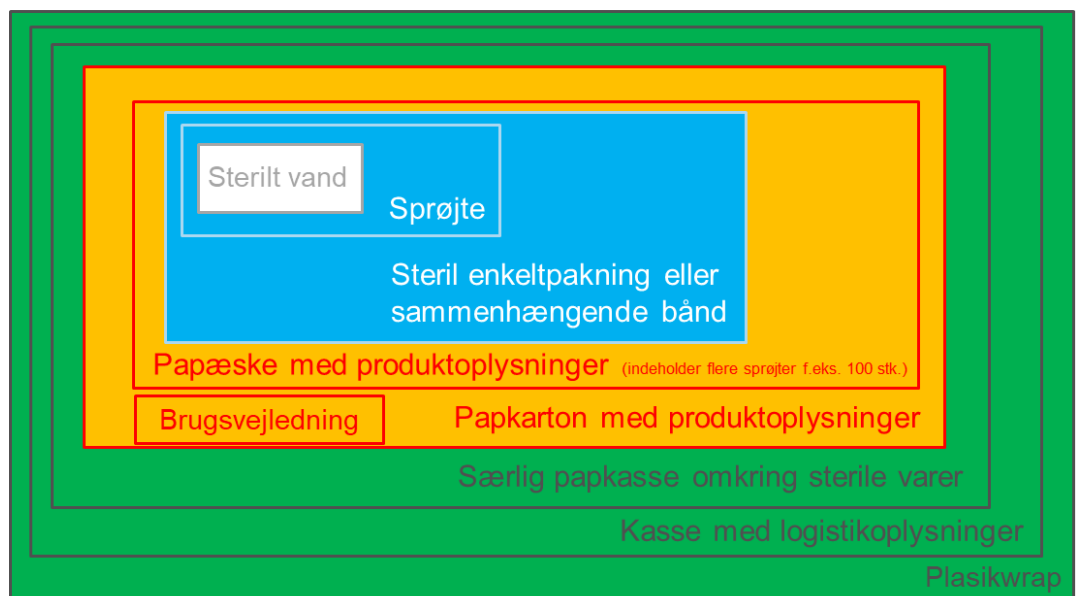 Sterilt vand
Sprøjte
Steril enkeltpakning eller
sammenhængende bånd
Papæske med produktoplysninger (indeholder flere sprøjter f.eks. 100 stk.)
Brugsvejledning
Papkarton med produktoplysninger
Særlig papkasse omkring sterile varer
Kasse med logistikoplysninger
Plasikwrap